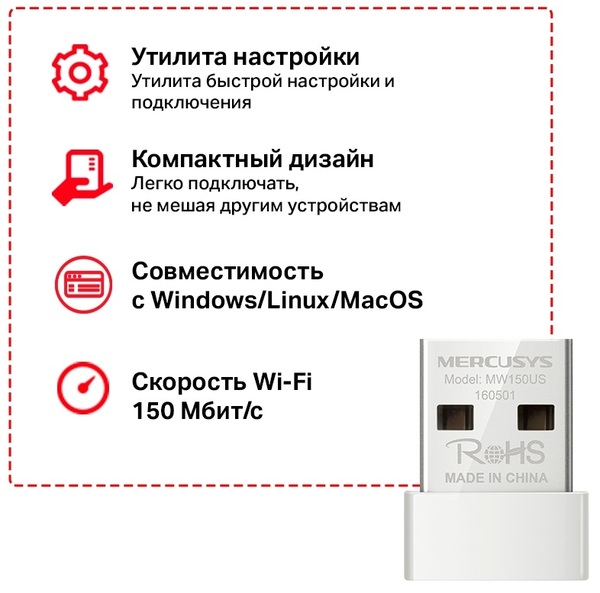 Утилита настройки
Утилита быстрой настройки и
подключения
Компактный дизайн
Легко подключать,
не мешая другим устройствам
Совместимость
с Windows/Linux/MacOS
Скорость Wi-Fi
150 Мбит/с
MERCUSYS
Model: MW150US
160501
RoHS
MADE IN CHINA